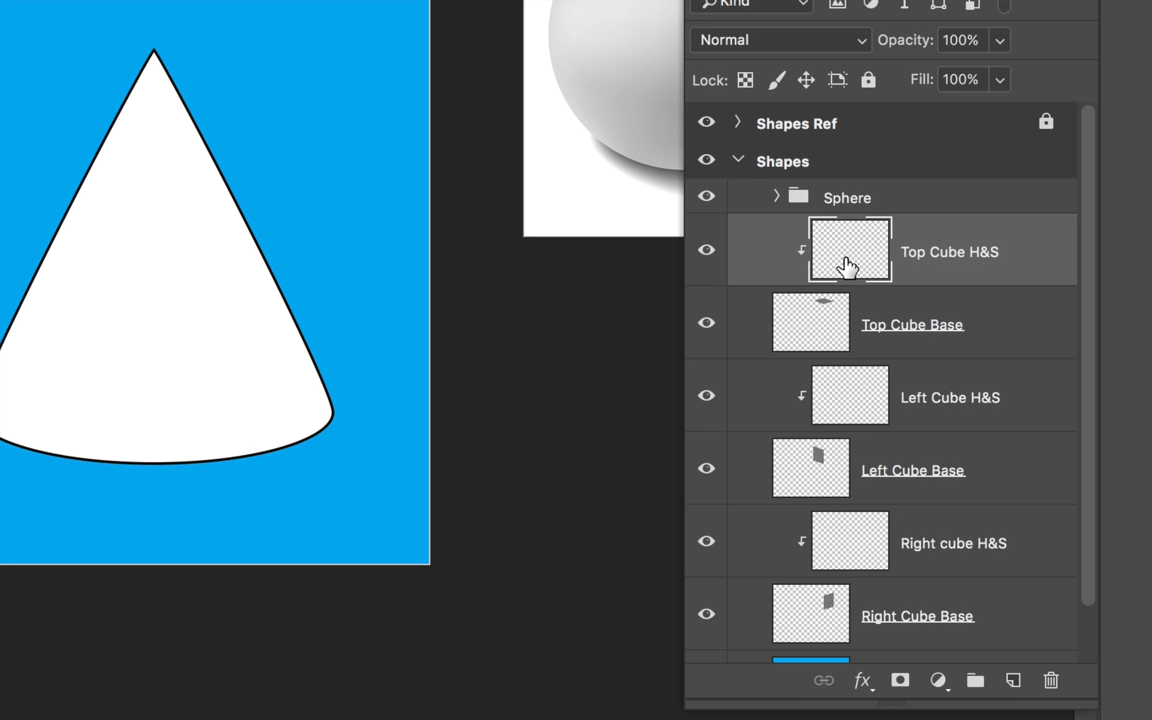 Kind
Normal
Opacity: 100%
Lock:
Fill: 100%
Shapes Ref
Shapes
Sphere
Top Cube H&S
Top Cube Base
Left Cube H&S
Left Cube Base
Right cube H&S
Right Cube Base
fx